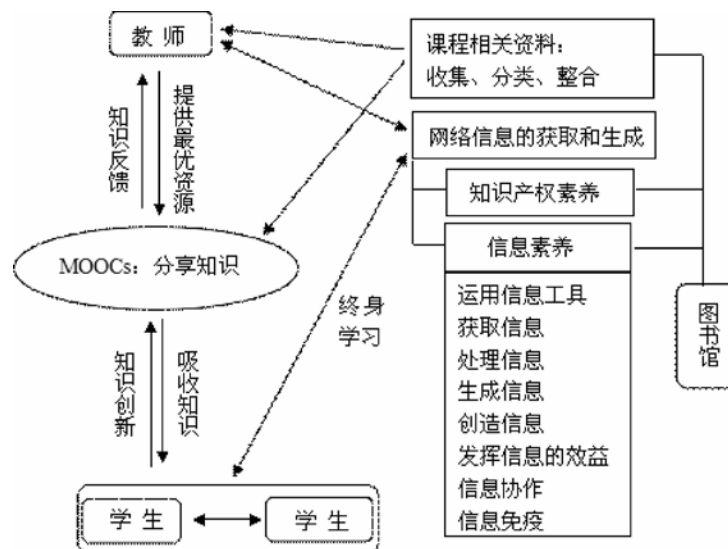 教师
课程相关资料：
收集、分类、整合
知识反馈
提供最优资源
网络信息的获取和生成
知识产权素养
信息素养
MOOCs：分享知识
运用信息工具
获取信息
处理信息
生成信息
创造信息
发挥信息的效益
信息协作
信息免疫
图书馆
终身
学习
知识创新
吸收知识
学生
学生